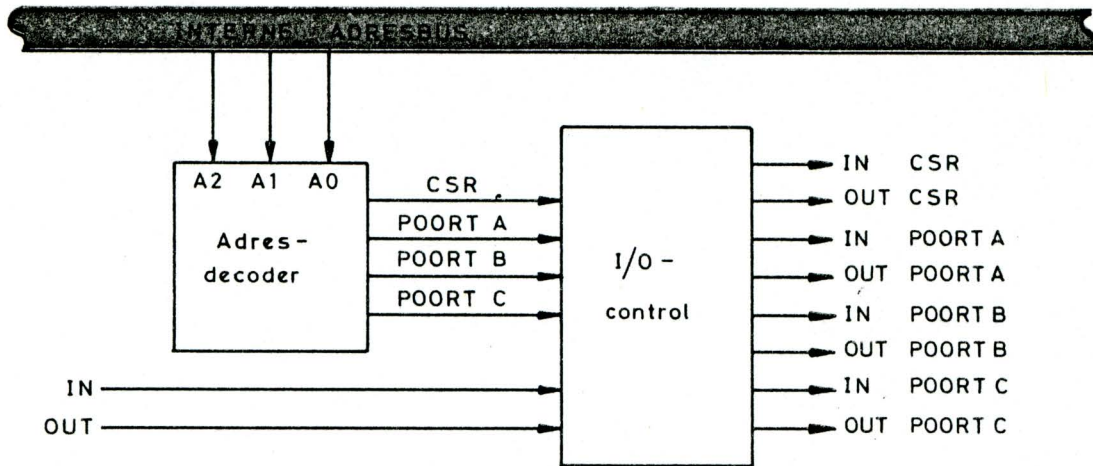 INTERNE ADRESBUS
A2 A1 A0
Adres-
decoder
CSR
POORT A
POORT B
POORT C
I/O-
control
IN
OUT
IN CSR
OUT CSR
IN POORT A
OUT POORT A
IN POORT B
OUT POORT B
IN POORT C
OUT POORT C